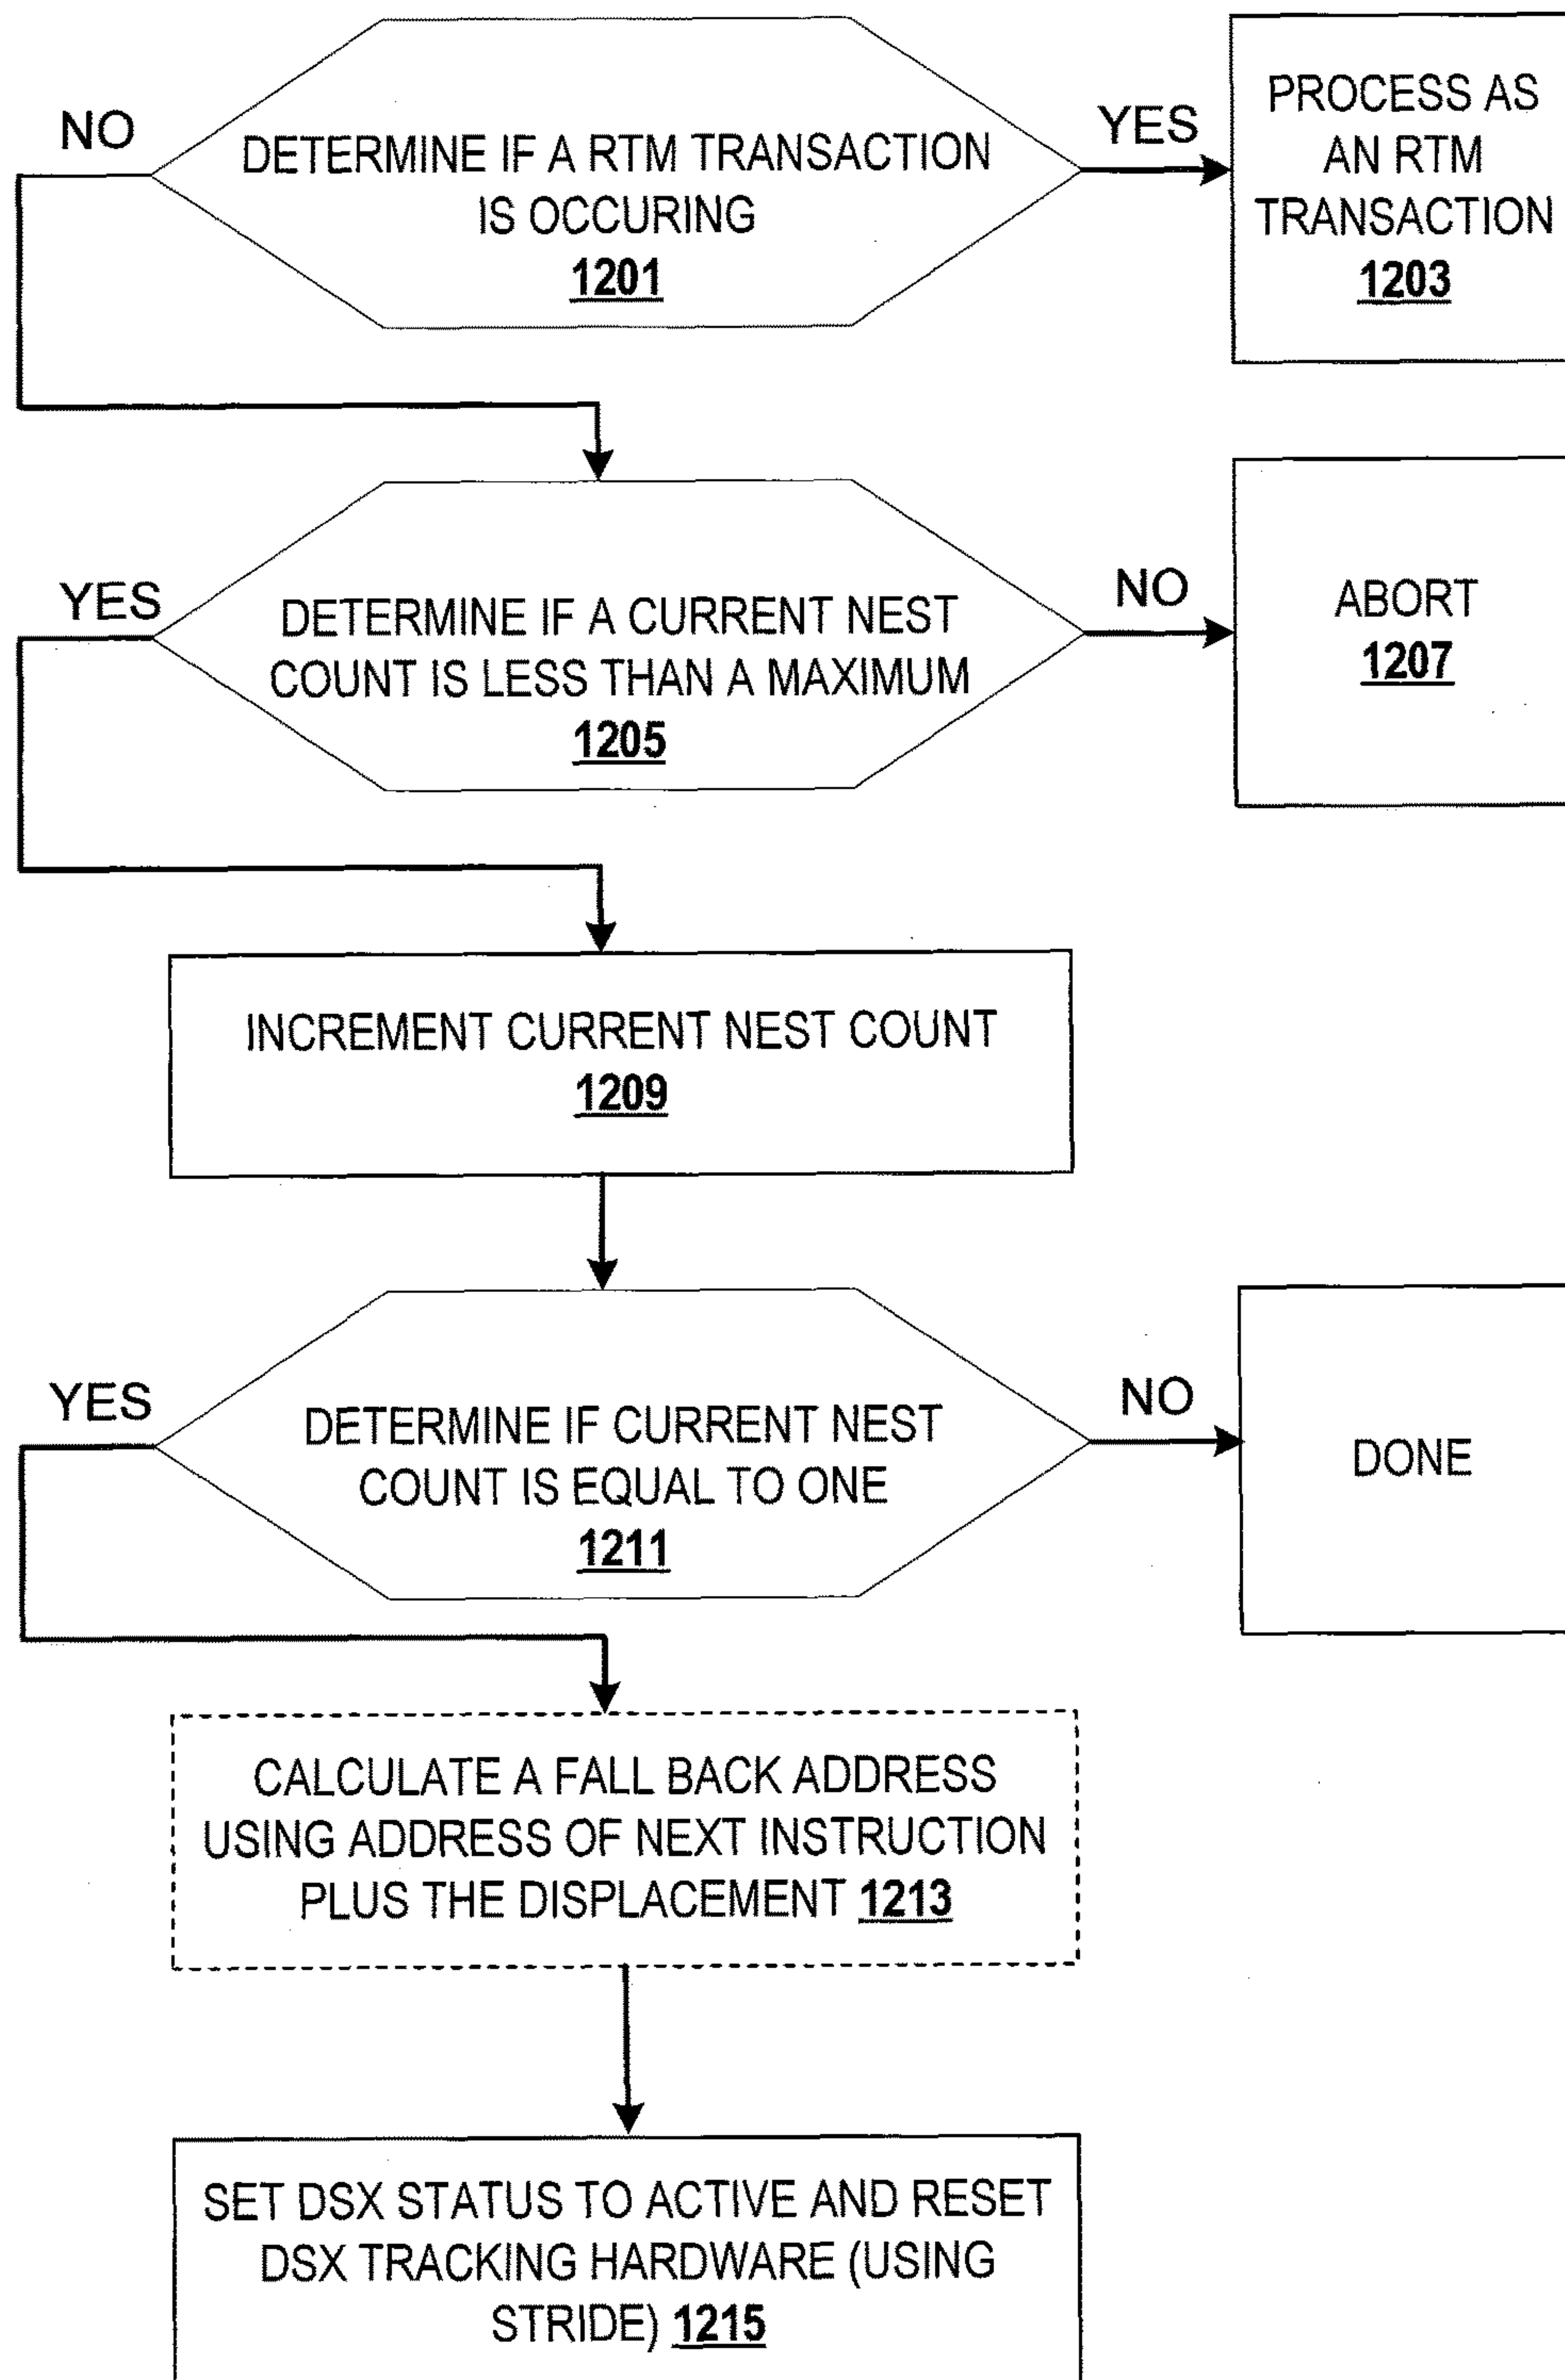 NO
DETERMINE IF A RTM TRANSACTION
IS OCCURING
1201
YES
PROCESS AS
AN RTM
TRANSACTION
1203
YES
DETERMINE IF A CURRENT NEST
COUNT IS LESS THAN A MAXIMUM
1205
NO
ABORT
1207
INCREMENT CURRENT NEST COUNT
1209
YES
DETERMINE IF CURRENT NEST
COUNT IS EQUAL TO ONE
1211
NO
DONE
CALCULATE A FALL BACK ADDRESS
USING ADDRESS OF NEXT INSTRUCTION
PLUS THE DISPLACEMENT 1213
SET DSX STATUS TO ACTIVE AND RESET
DSX TRACKING HARDWARE (USING
STRIDE) 1215